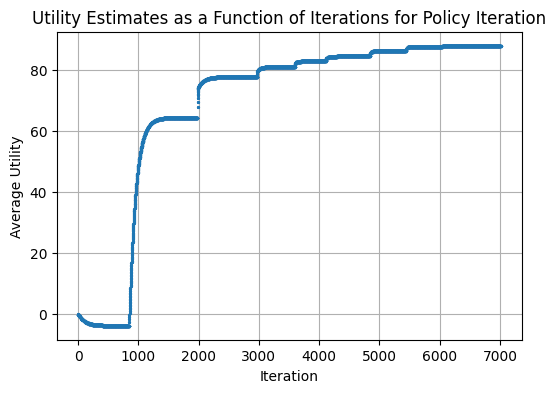 Utility Estimates as a Function of Iterations for Policy Iteration
Average Utility
80
60
40
20
0
0 1000 2000 3000 4000 5000 6000 7000
Iteration